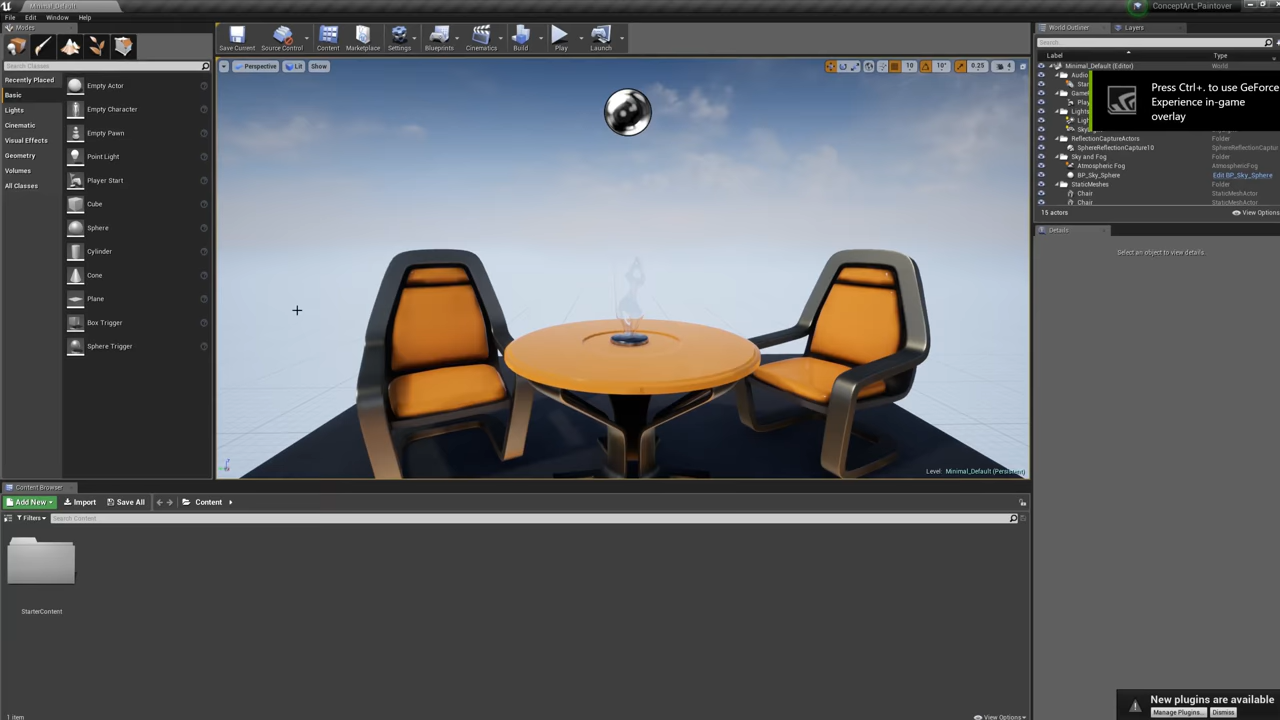 Minimal_Default
ConceptArt_Paintover
File Edit Window Help
Modes
Search Classes
Recently Placed
Basic
Lights
Cinematic
Visual Effects
Geometry
Volumes
All Classes
Empty Actor
Empty Character
Empty Pawn
Point Light
Player Start
Cube
Sphere
Cylinder
Cone
Plane
Box Trigger
Sphere Trigger
Save Current
Source Control
Content
Marketplace
Settings
Blueprints
Cinematics
Build
Play
Launch
Perspective
Lit
Show
10
10°
0.25
4
Level: Minimal_Default (Persistent)
World Outliner
Layers
Search
Label
Type
Minimal_Default (Editor) World
Press Ctrl+. to use GeForce
Experience in-game
overlay
ReflectionCaptureActors Folder
SphereReflectionCapture10
Sky and Fog Folder
Atmospheric Fog AtmosphericFog
BP_Sky_Sphere Edit BP_Sky_Sphere
StaticMeshes Folder
Chair StaticMeshActor
Chair StaticMeshActor
15 actors
View Options
Details
Select an object to view details.
Content Browser
Add New
Import
Save All
Content
Filters
Search Content
StarterContent
1 item
View Options
New plugins are available
Manage Plugins...
Dismiss